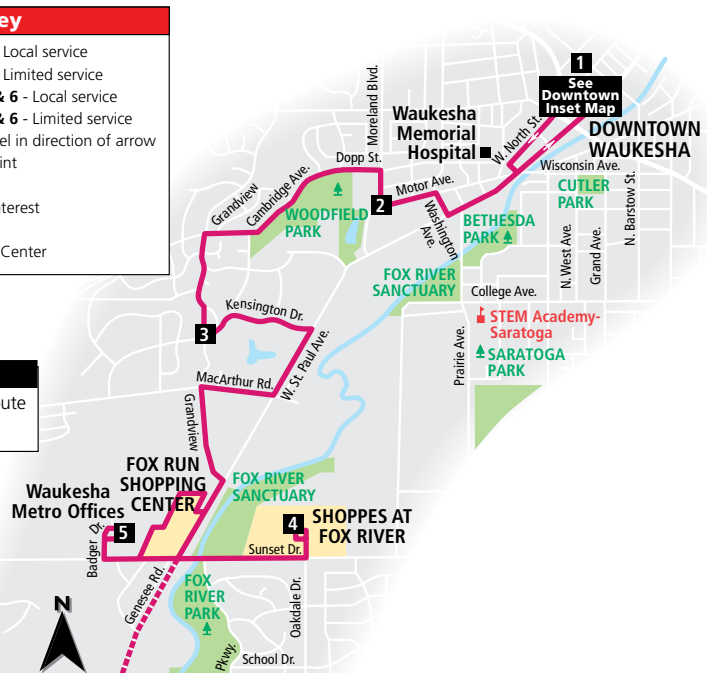 ey
Local service
Limited service
& 6 - Local service
& 6 - Limited service
el in direction of arrow
int
terest
Center
ute
1
See
Downtown
Inset Map
DOWNTOWN
WAUKESHA
Moreland Blvd.
Waukesha
Memorial
Hospital
W. North St.
Wisconsin Ave.
CUTLER
PARK
N. Barstow St.
Dopp St.
Motor Ave.
2
Washington
Ave.
Grandview
Cambridge Ave.
WOODFIELD
PARK
BETHESDA
PARK
N. West Ave.
Grand Ave.
FOX RIVER
SANCTUARY
College Ave.
STEM Academy-
Saratoga
SARATOGA
PARK
Prairie Ave.
Kensington Dr.
3
W. St. Paul Ave.
MacArthur Rd.
Grandview
FOX RUN
SHOPPING
CENTER
Waukesha
Metro Offices
5
Badger Dr.
FOX RIVER
SANCTUARY
4
SHOPPES AT
FOX RIVER
Sunset Dr.
Genesee Rd.
FOX
RIVER
PARK
Oakdale Dr.
Pkwy.
School Dr.
N